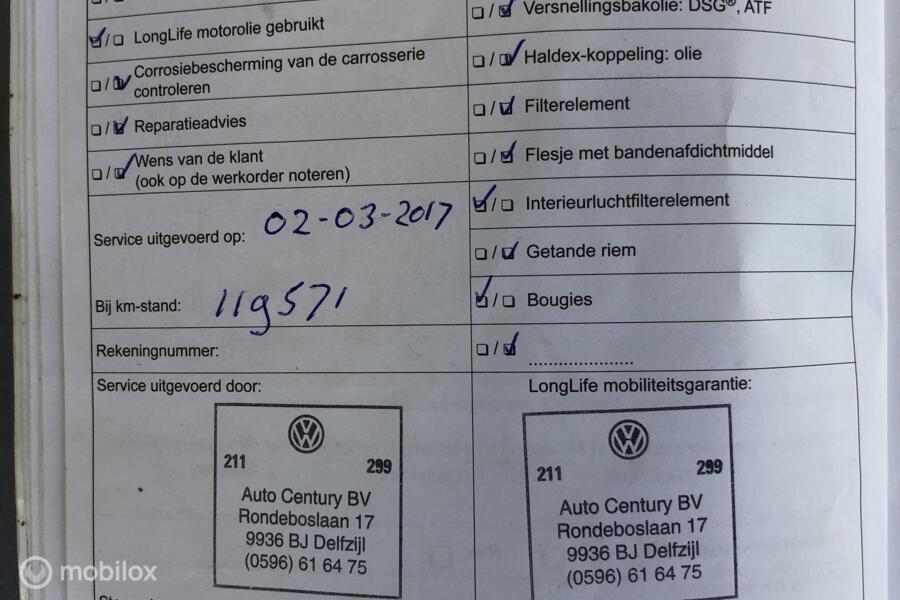 LongLife motorolie gebruikt
Corrosiebescherming van de carrosserie
controleren
Reparatieadvies
Wens van de klant
(ook op de werkorder noteren)
Service uitgevoerd op: 02-03-2017
Bij km-stand: 119571
Rekeningnummer:
Service uitgevoerd door:
211 299
Auto Century BV
Rondeboslaan 17
9936 BJ Delfzijl
(0596) 61 64 75
Versnellingsbakolie: DSG®, ATF
Haldex-koppeling: olie
Filterelement
Flesje met bandenafdichtmiddel
Interieurluchtfilterelement
Getande riem
Bougies
......................
LongLife mobiliteitsgarantie:
211 299
Auto Century BV
Rondeboslaan 17
9936 BJ Delfzijl
(0596) 61 64 75
mobilox